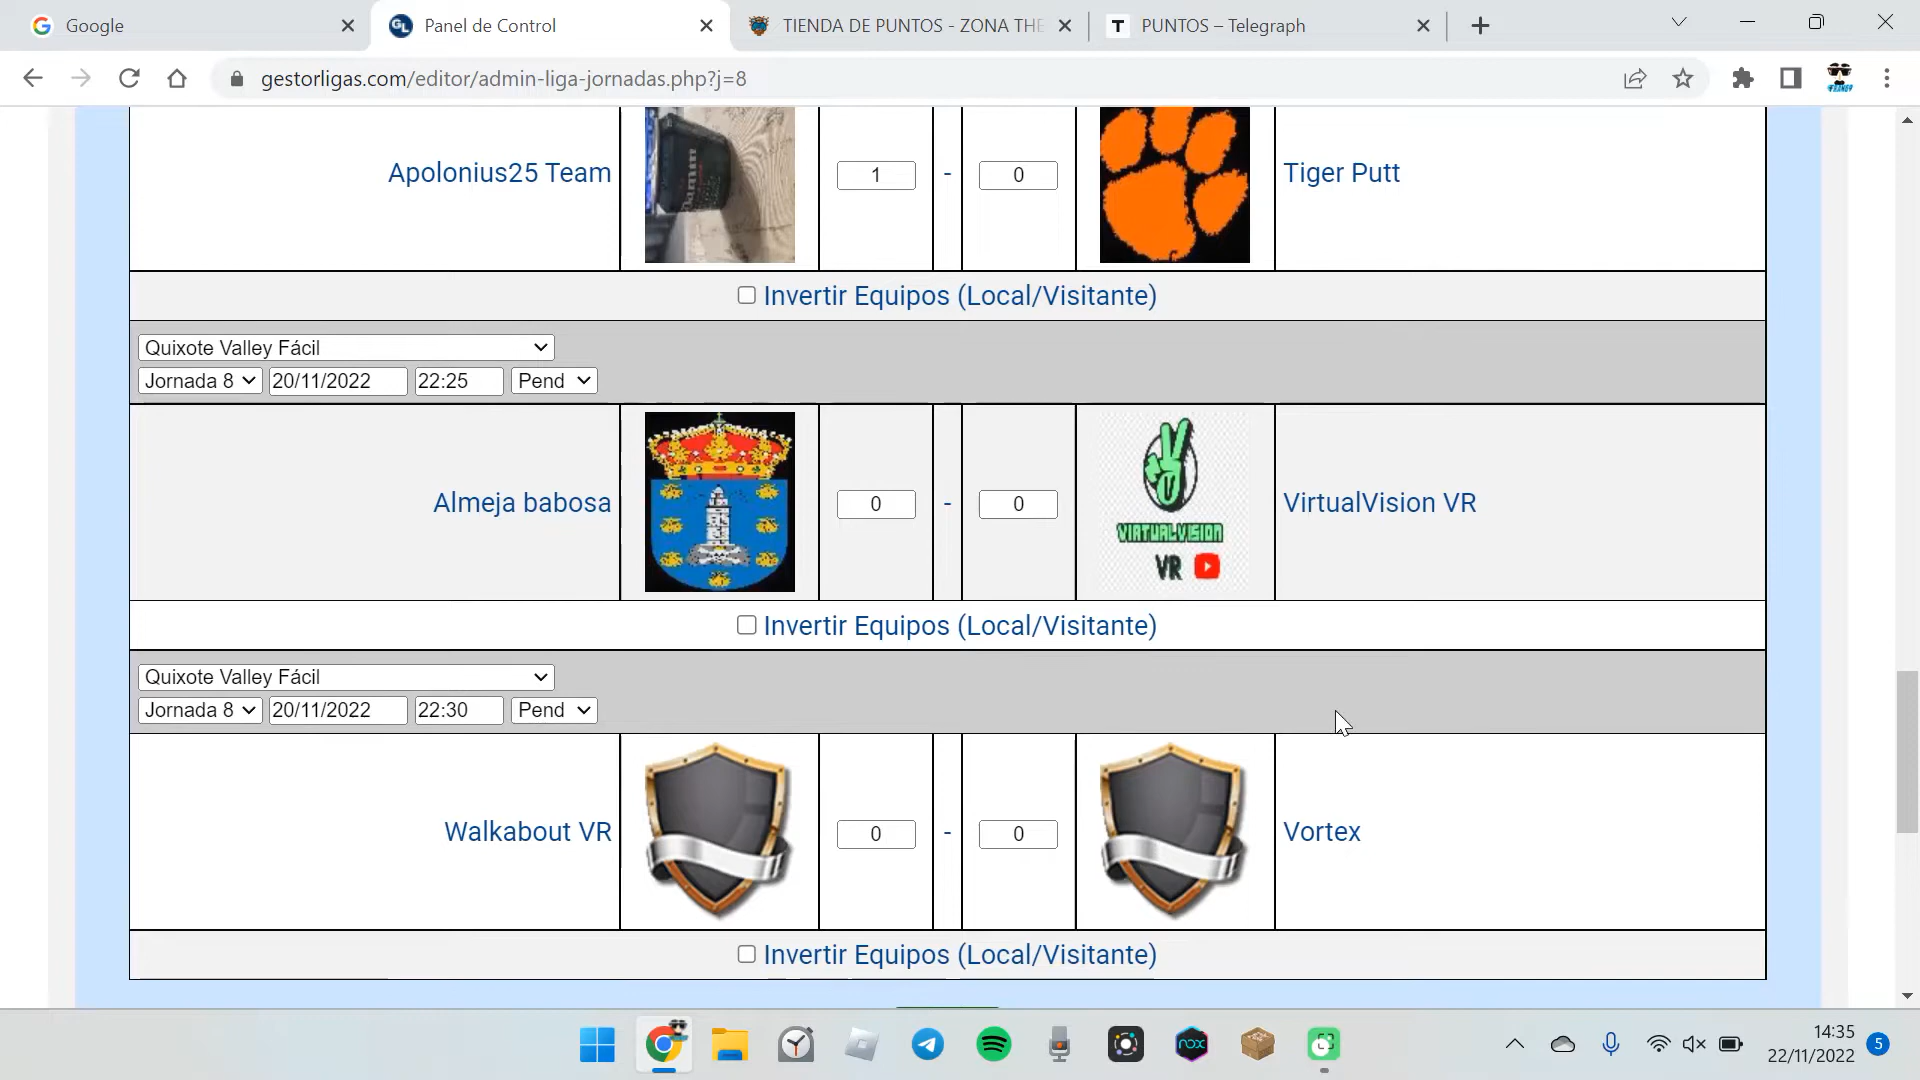 Google
Panel de Control
TIENDA DE PUNTOS - ZONA THE
T PUNTOS – Telegraph
gestorligas.com/editor/admin-liga-jornadas.php?j=8
Apolonius25 Team 1 - 0 Tiger Putt
Invertir Equipos (Local/Visitante)
Quixote Valley Fácil
Jornada 8 20/11/2022 22:25 Pend
Almeja babosa 0 - 0 VirtualVision VR
VIRTUALVISION
VR
Invertir Equipos (Local/Visitante)
Quixote Valley Fácil
Jornada 8 20/11/2022 22:30 Pend
Walkabout VR 0 - 0 Vortex
Invertir Equipos (Local/Visitante)
nox
14:35
22/11/2022
5